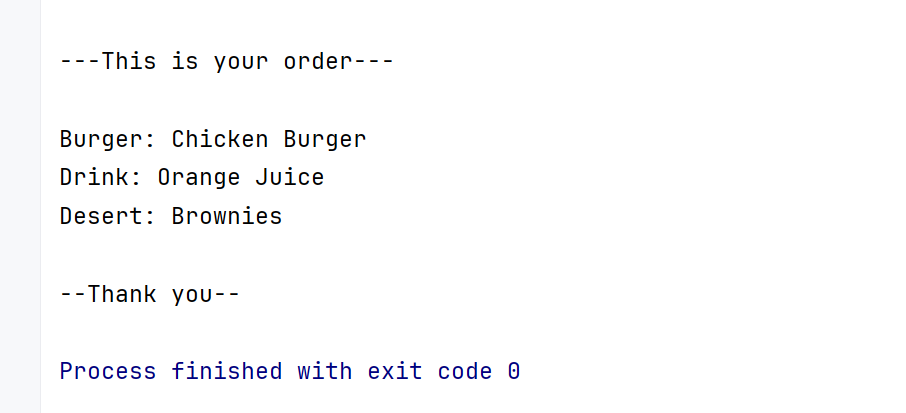 ---This is your order---
Burger: Chicken Burger
Drink: Orange Juice
Desert: Brownies
--Thank you--
Process finished with exit code 0